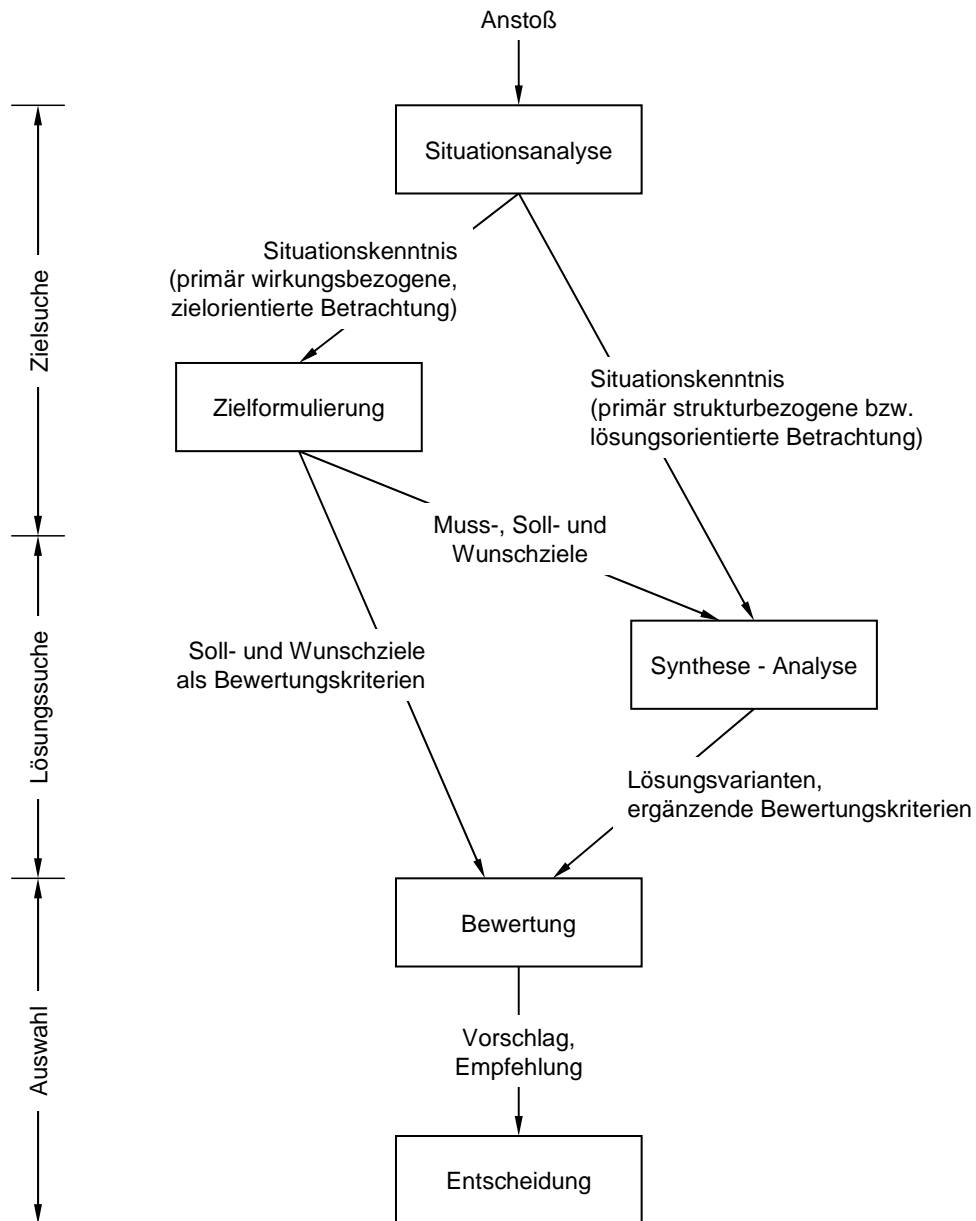 Anstoß
Situationsanalyse
Situationskenntnis
(primär wirkungsbezogene,
zielorientierte Betrachtung)
Zielsuche
Zielformulierung
Situationskenntnis
(primär strukturbezogene bzw.
lösungsorientierte Betrachtung)
Muss-, Soll- und
Wunschziele
Soll- und Wunschziele
als Bewertungskriterien
Synthese - Analyse
Lösungssuche
Lösungsvarianten,
ergänzende Bewertungskriterien
Bewertung
Auswahl
Vorschlag,
Empfehlung
Entscheidung